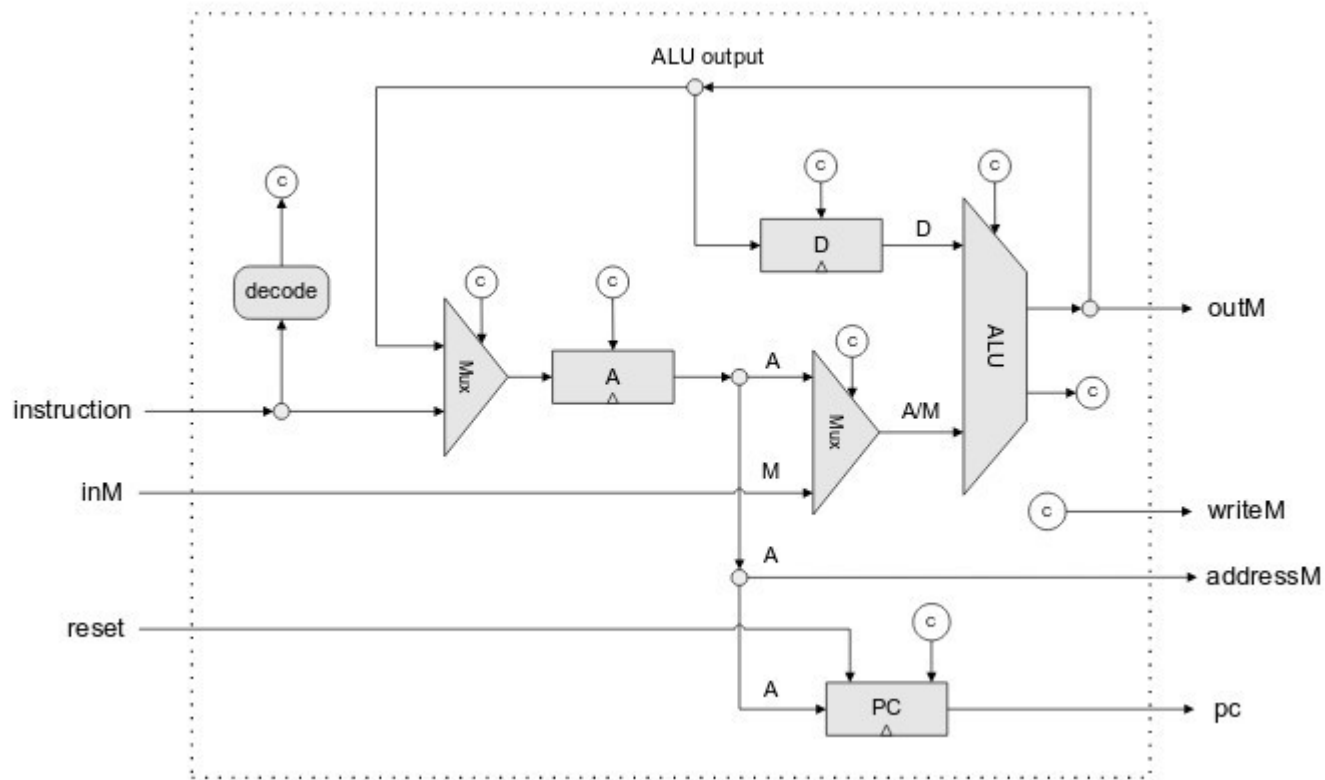 ALU output
C
C
C
D
D
decode
C
C
C
outM
ALU
Mux
A
A
Mux
A/M
C
instruction
M
inM
C
writeM
A
addressM
reset
C
A
PC
pc